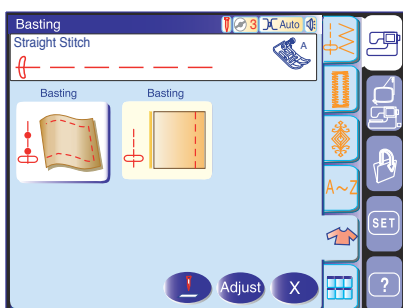 Basting 3 Auto
Straight Stitch
A
Basting Basting
A~Z
SET
Adjust X
?